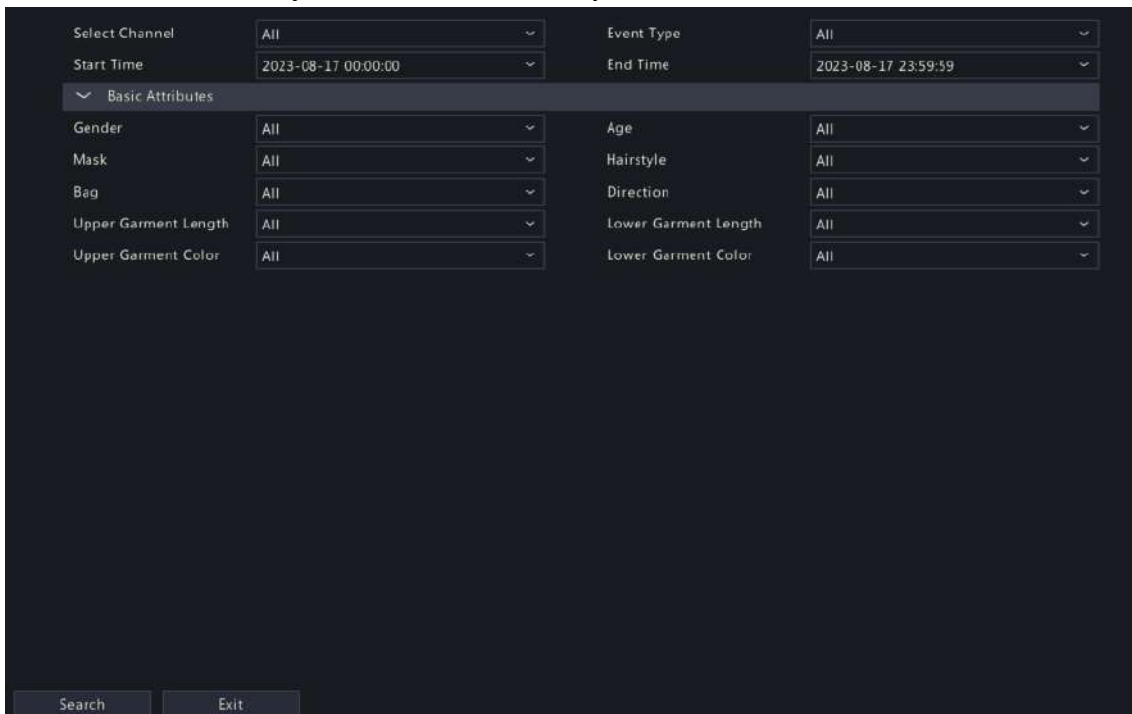 Select Channel All Event Type All
Start Time 2023-08-17 00:00:00 End Time 2023-08-17 23:59:59
Basic Attributes
Gender All Age All
Mask All Hairstyle All
Bag All Direction All
Upper Garment Length All Lower Garment Length All
Upper Garment Color All Lower Garment Color All
Search Exit